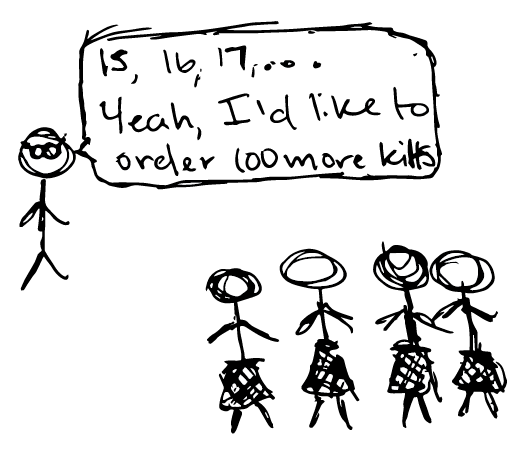 15, 16, 17,....
Yeah, I'd like to
order 100 more kilts